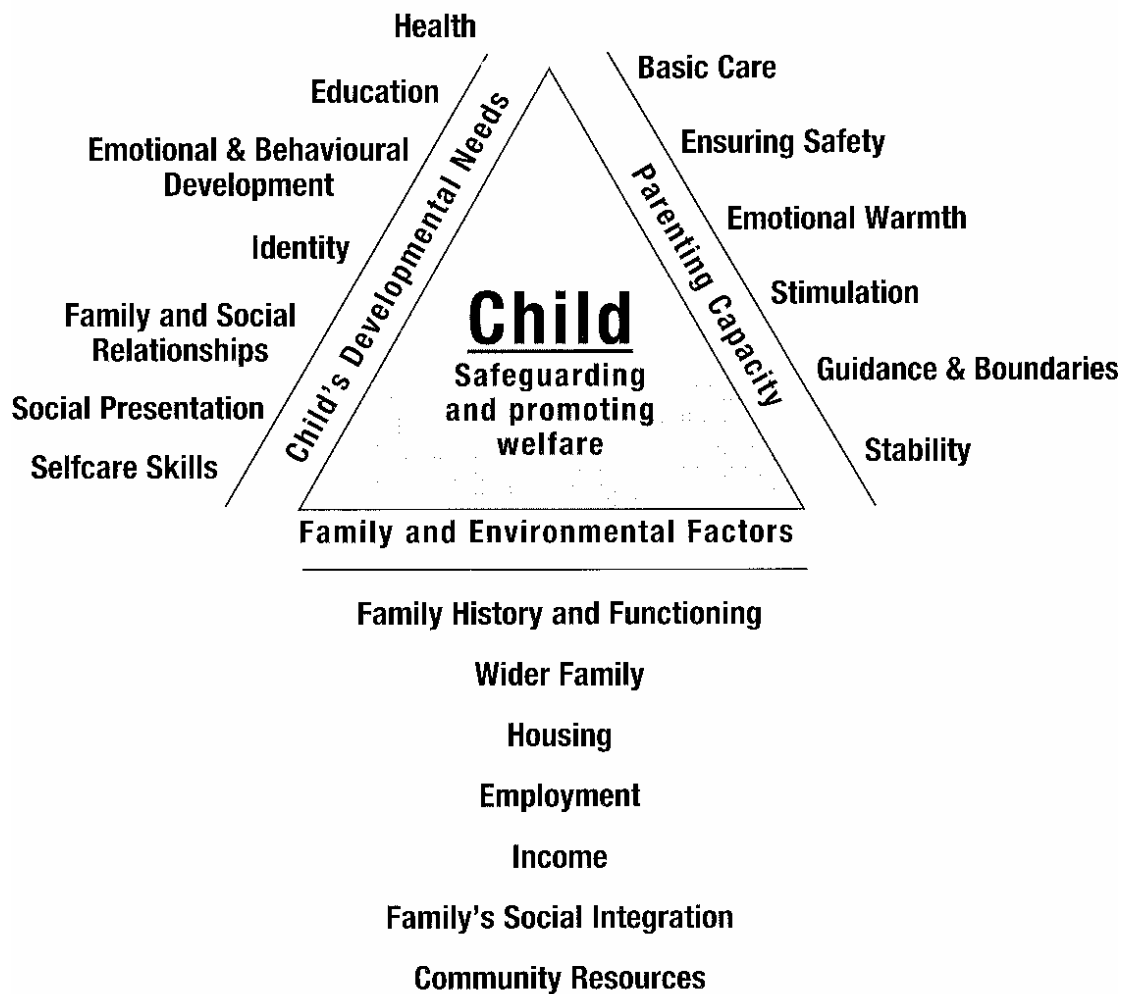 Health
Education
Emotional & Behavioural
Development
Identity
Family and Social
Relationships
Social Presentation
Selfcare Skills
Child's Developmental Needs
Child
Safeguarding
and promoting
welfare
Parenting Capacity
Basic Care
Ensuring Safety
Emotional Warmth
Stimulation
Guidance & Boundaries
Stability
Family and Environmental Factors
Family History and Functioning
Wider Family
Housing
Employment
Income
Family's Social Integration
Community Resources